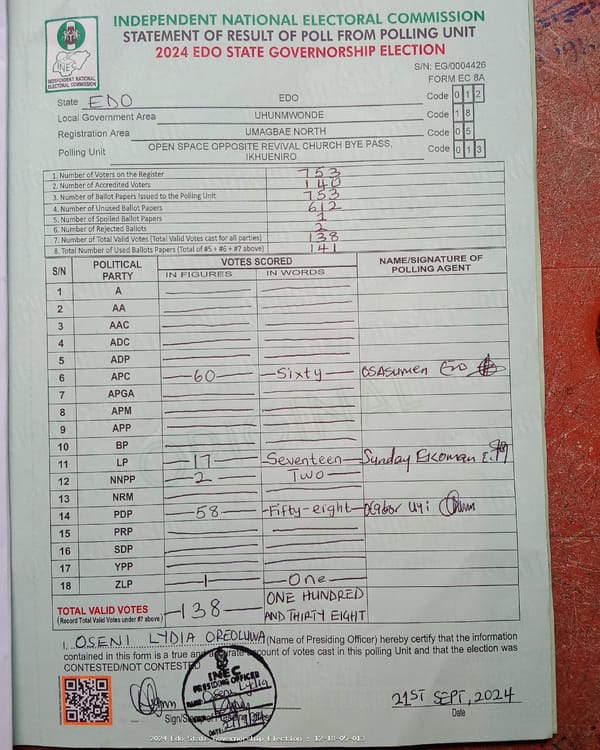 INDEPENDENT NATIONAL ELECTORAL COMMISSION
STATEMENT OF RESULT OF POLL FROM POLLING UNIT
2024 EDO STATE GOVERNORSHIP ELECTION
INEC
INDEPENDENT NATIONAL
ELECTORAL COMMISSION
S/N: EG/0004426
FORM EC 8A
State EDO EDO Code 0 1 2
Local Government Area UHUNMWONDE Code 1 8
Registration Area UMAGBAE NORTH Code 0 5
Polling Unit OPEN SPACE OPPOSITE REVIVAL CHURCH BYE PASS, Code 0 1 3
IKHUENIRO
1. Number of Voters on the Register 753
2. Number of Accredited Voters 140
3. Number of Ballot Papers Issued to the Polling Unit 753
4. Number of Unused Ballot Papers 612
5. Number of Spoiled Ballot Papers 1
6. Number of Rejected Ballots 2
7. Number of Total Valid Votes (Total Valid Votes cast for all parties) 138
8. Total Number of Used Ballots Papers (Total of #5 + #6 + #7 above) 141
S/N POLITICAL PARTY VOTES SCORED NAME/SIGNATURE OF POLLING AGENT
IN FIGURES IN WORDS
1 A
2 AA
3 AAC
4 ADC
5 ADP
6 APC 60 Sixty OSASUMEN
7 APGA
8 APM
9 APP
10 BP
11 LP 17 Seventeen Sunday
12 NNPP 2 Two
13 NRM
14 PDP 58 Fifty-eight
15 PRP
16 SDP
17 YPP
18 ZLP 1 One
TOTAL VALID VOTES 138 ONE HUNDRED
(Record Total Valid Votes under #7 above) AND THIRTY EIGHT
I, OSENI LYDIA OREOLUWA (Name of Presiding Officer) hereby certify that the information
contained in this form is a true and accurate account of votes cast in this polling Unit and that the election was
CONTESTED/NOT CONTESTED
INEC
PRESIDING OFFICER
NAME: Oseni Lydia
DATE: 21/9/24
21ST SEPT, 2024
Date
2024 Edo State Governorship Election : 12-18-05-013